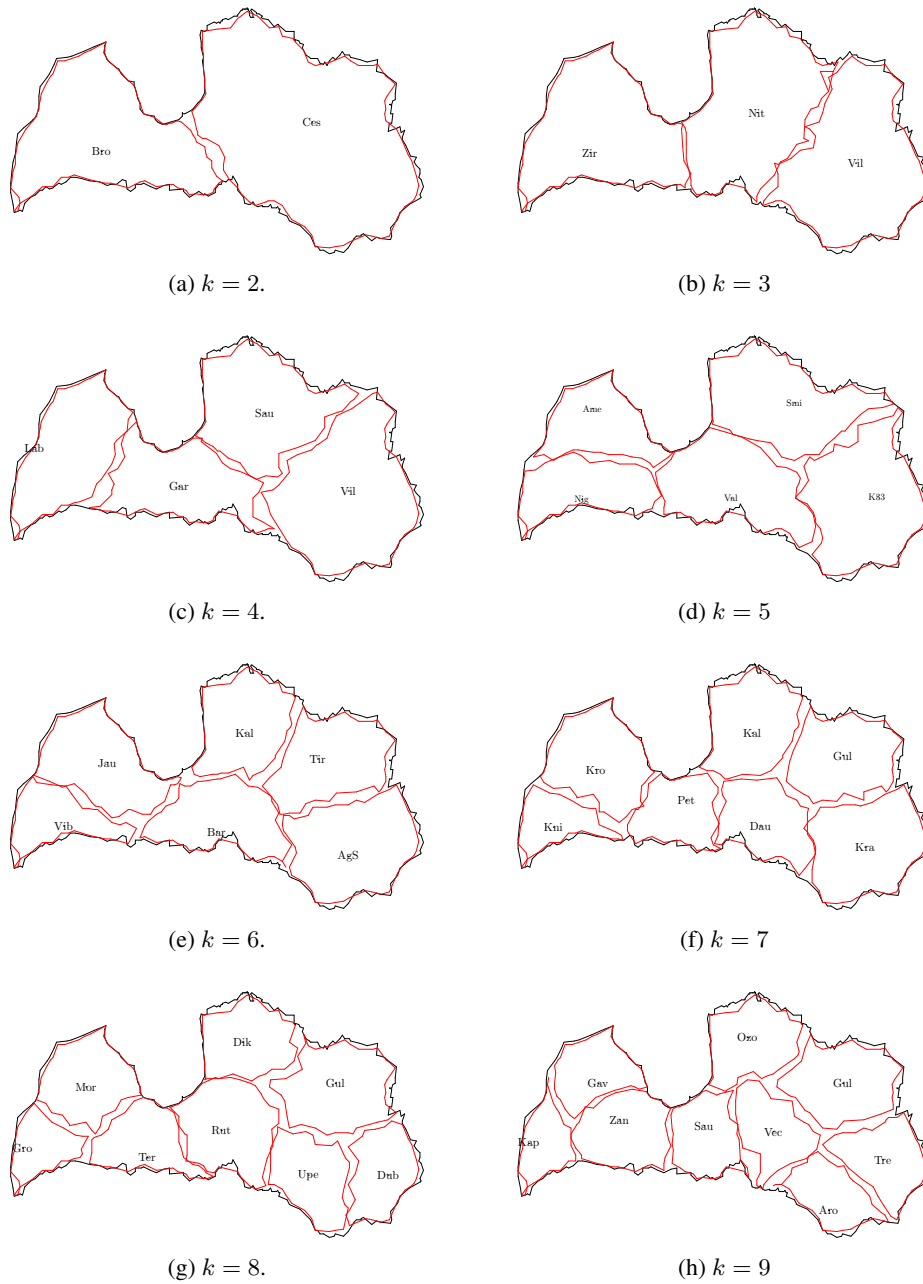 Bro
Ces
(a) k = 2.
Zir
Nit
Vil
(b) k = 3
Lab
Gar
Sau
Vil
(c) k = 4.
Ame
Smi
Nig
Val
K83
(d) k = 5
Jau
Kal
Tir
Vib
Bar
AgS
(e) k = 6.
Kro
Kal
Gul
Kni
Pet
Dau
Kra
(f) k = 7
Mor
Dik
Gul
Gro
Ter
Rut
Upe
Dub
(g) k = 8.
Gav
Ozo
Gul
Kap
Zan
Sau
Vec
Tre
Aro
(h) k = 9